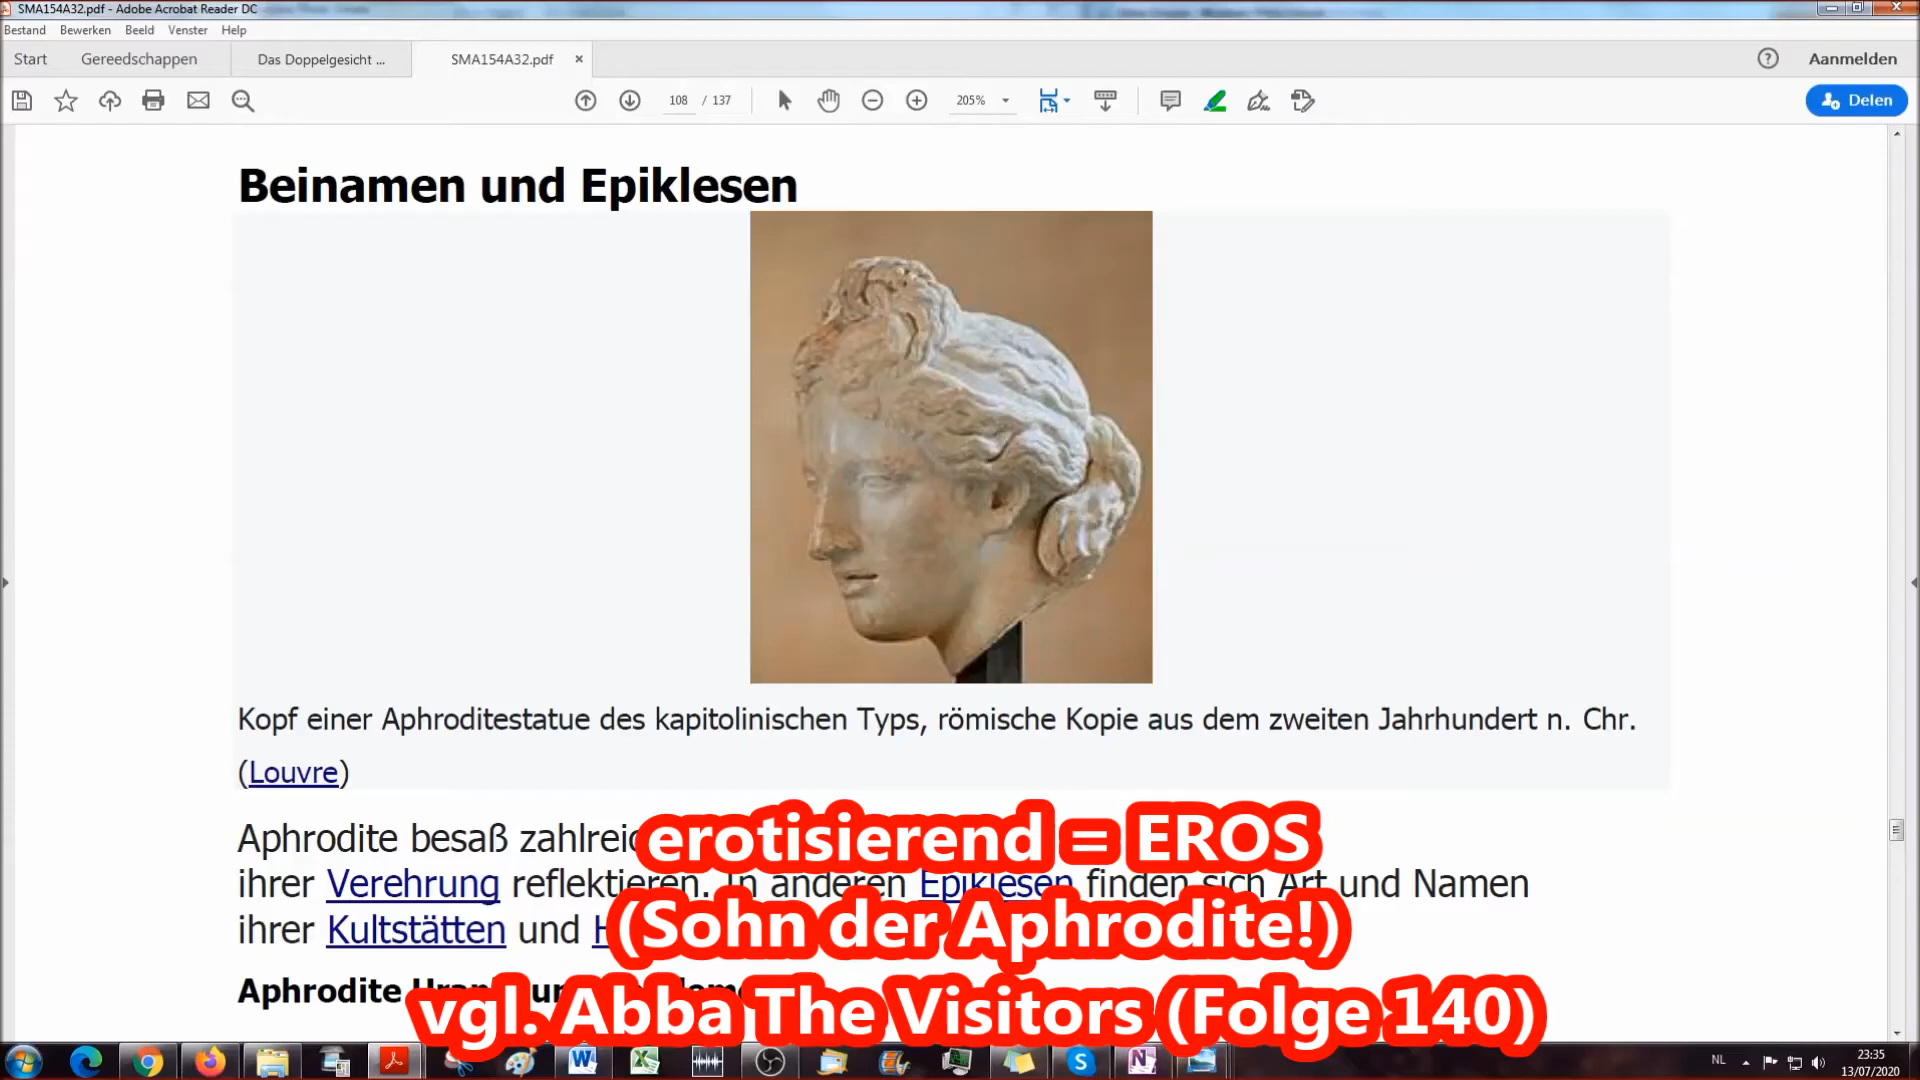 SMA154A32.pdf - Adobe Acrobat Reader DC
Bestand Bewerken Beeld Venster Help
Start Gereedschappen Das Doppelgesicht ... SMA154A32.pdf × Aanmelden
108 / 137 205% Delen
Beinamen und Epiklesen
Kopf einer Aphroditestatue des kapitolinischen Typs, römische Kopie aus dem zweiten Jahrhundert n. Chr.
(Louvre)
Aphrodite besaß
erotisierend = EROS
ihrer Verehrung reflektieren. In anderen Epiklesen finden sich Art und Namen
ihrer Kultstätten und
(Sohn der Aphrodite!)
Aphrodite
vgl. Abba The Visitors (Folge 140)
NL 23:35
13/07/2020